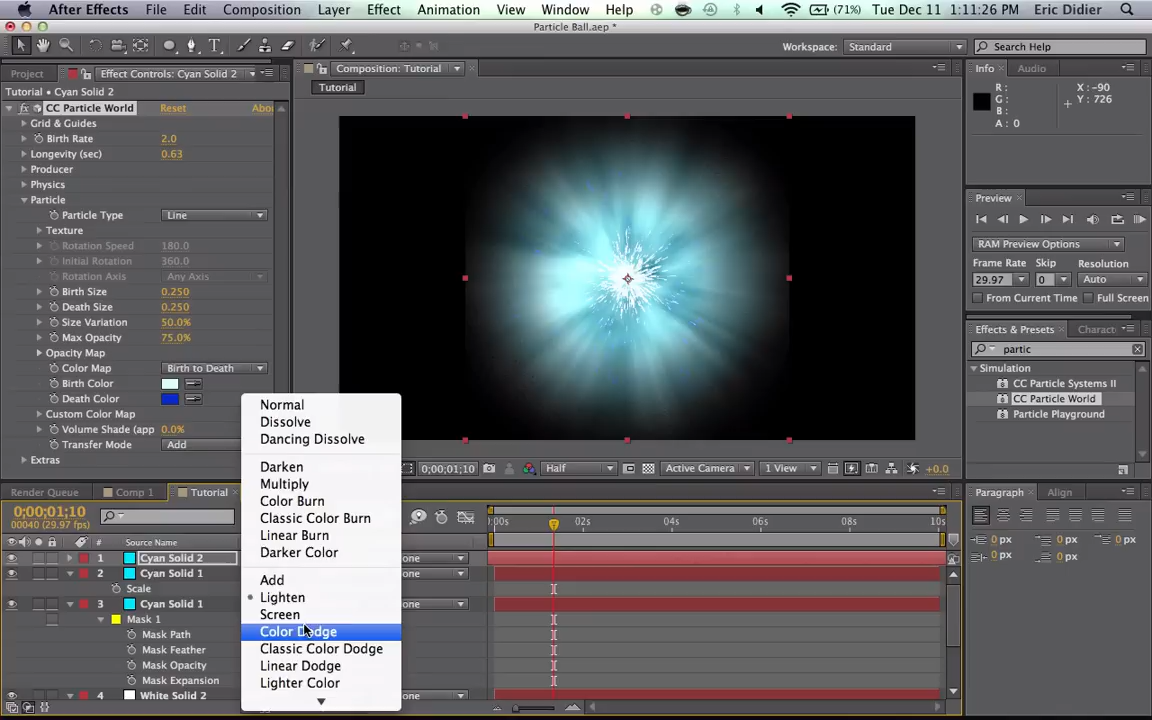 After Effects File Edit Composition Layer Effect Animation View Window Help (71%) Tue Dec 11 1:11:26 PM Eric Didier
Particle Ball.aep *
Workspace: Standard Search Help
Project Effect Controls: Cyan Solid 2
Tutorial • Cyan Solid 2
fx CC Particle World Reset Abo
Grid & Guides
Birth Rate 2.0
Longevity (sec) 0.63
Producer
Physics
Particle
Particle Type Line
Texture
Rotation Speed 180.0
Initial Rotation 360.0
Rotation Axis Any Axis
Birth Size 0.250
Death Size 0.250
Size Variation 50.0%
Max Opacity 75.0%
Opacity Map
Color Map Birth to Death
Birth Color
Death Color
Custom Color Map
Volume Shade (app 0.0%
Transfer Mode Add
Extras
Composition: Tutorial
Tutorial
0;00;01;10 Half Active Camera 1 View +0.0
Info Audio
R: X: -90
G: Y: 726
B:
A: 0
Preview
RAM Preview Options
Frame Rate Skip Resolution
29.97 0 Auto
From Current Time Full Screen
Effects & Presets Charact
partic
Simulation
CC Particle Systems II
CC Particle World
Particle Playground
Paragraph Align
0 px 0 px
0 px 0 px
0 px
Normal
Dissolve
Dancing Dissolve
Darken
Multiply
Color Burn
Classic Color Burn
Linear Burn
Darker Color
Add
Lighten
Screen
Color Dodge
Classic Color Dodge
Linear Dodge
Lighter Color
Render Queue Comp 1 Tutorial
0;00;01;10
00040 (29.97 fps)
:00s 02s 04s 06s 08s 10s
# Source Name
1 Cyan Solid 2 one
2 Cyan Solid 1 one
Scale
3 Cyan Solid 1 one
Mask 1
Mask Path
Mask Feather
Mask Opacity
Mask Expansion
4 White Solid 2 one